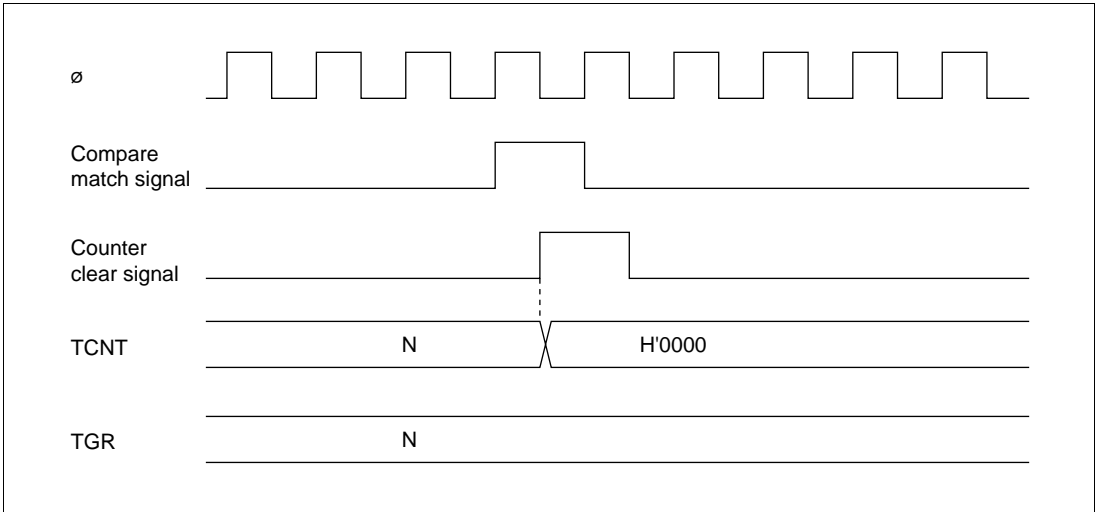 ø
Compare
match signal
Counter
clear signal
TCNT
N
H'0000
TGR
N